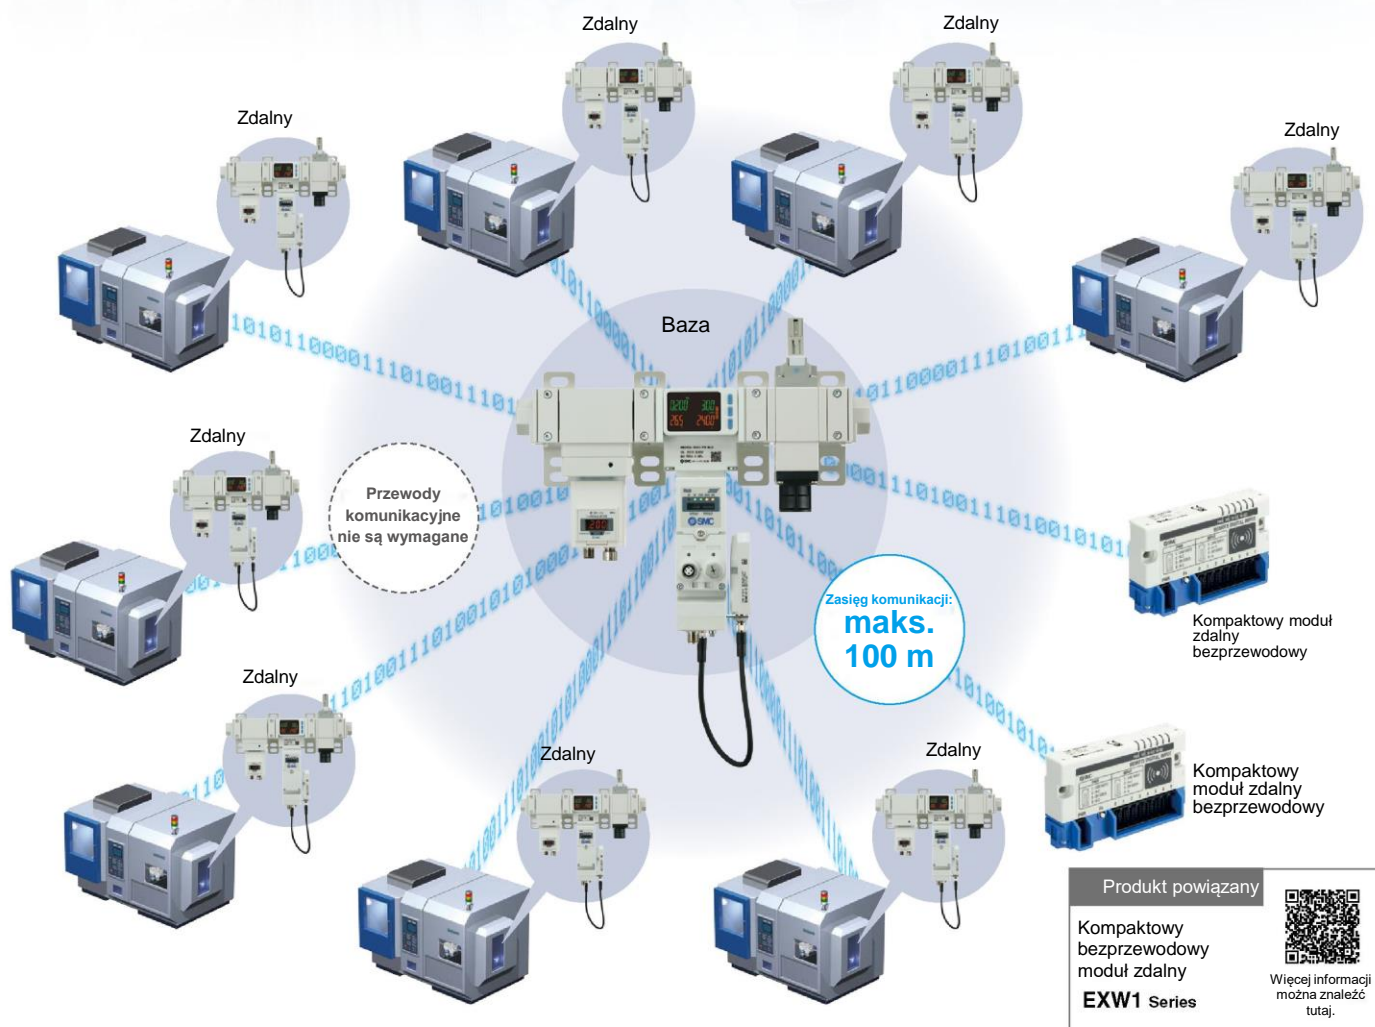 Zdalny
Zdalny
Zdalny
Zdalny
Baza
1010110000111010011101
Zdalny
Przewody
komunikacyjne
nie są wymagane
SMC
Zasięg komunikacji:
maks.
100 m
Kompaktowy moduł
zdalny
bezprzewodowy
Zdalny
Zdalny
Zdalny
Kompaktowy
moduł zdalny
bezprzewodowy
Produkt powiązany
Kompaktowy
bezprzewodowy
moduł zdalny
EXW1 Series
Więcej informacji
można znaleźć
tutaj.